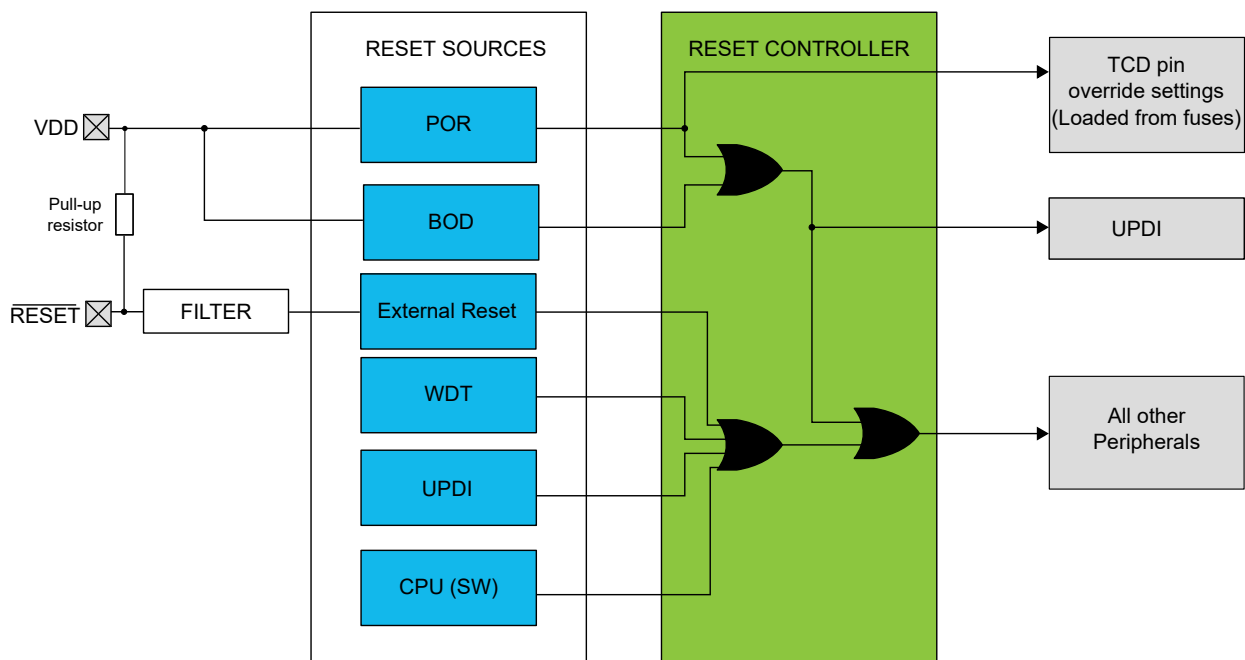 RESET SOURCES
RESET CONTROLLER
VDD
Pull-up
resistor
RESET
FILTER
POR
BOD
External Reset
WDT
UPDI
CPU (SW)
TCD pin
override settings
(Loaded from fuses)
UPDI
All other
Peripherals